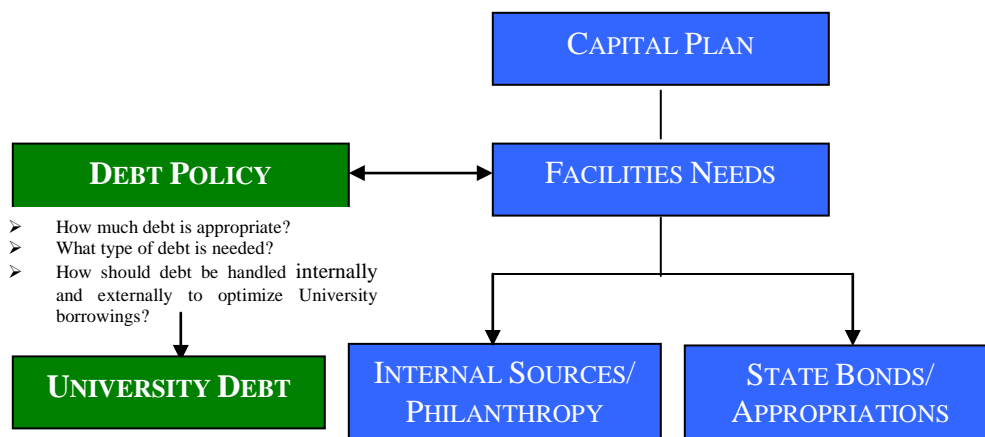 CAPITAL PLAN
DEBT POLICY
FACILITIES NEEDS
➢ How much debt is appropriate?
➢ What type of debt is needed?
➢ How should debt be handled internally
and externally to optimize University
borrowings?
UNIVERSITY DEBT
INTERNAL SOURCES/
PHILANTHROPY
STATE BONDS/
APPROPRIATIONS